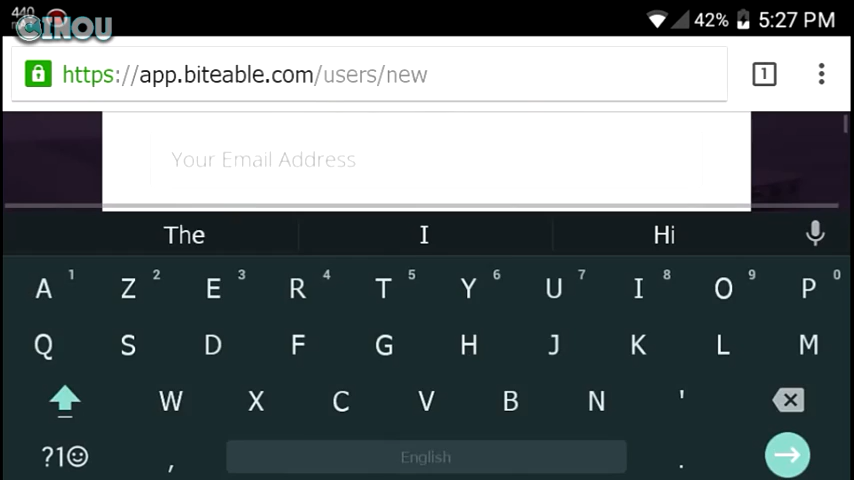 440
CINOU
42% 5:27 PM
https://app.biteable.com/users/new
1
Your Email Address
The I Hi
A 1 Z 2 E 3 R 4 T 5 Y 6 U 7 I 8 O 9 P 0
Q S D F G H J K L M
W X C V B N '
?1☺ , English .